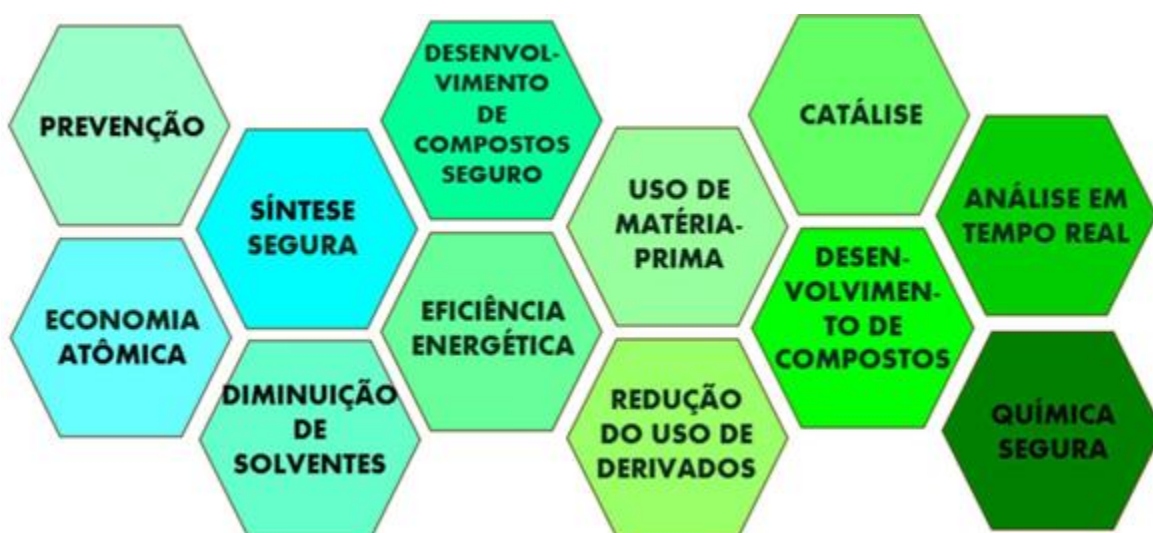 PREVENÇÃO
ECONOMIA
ATÔMICA
SÍNTESE
SEGURA
DIMINUIÇÃO
DE
SOLVENTES
DESENVOL-
VIMENTO
DE
COMPOSTOS
SEGURO
EFICIÊNCIA
ENERGÉTICA
USO DE
MATÉRIA-
PRIMA
REDUÇÃO
DO USO DE
DERIVADOS
CATÁLISE
DESEN-
VOLVIMEN-
TO DE
COMPOSTOS
ANÁLISE EM
TEMPO REAL
QUÍMICA
SEGURA